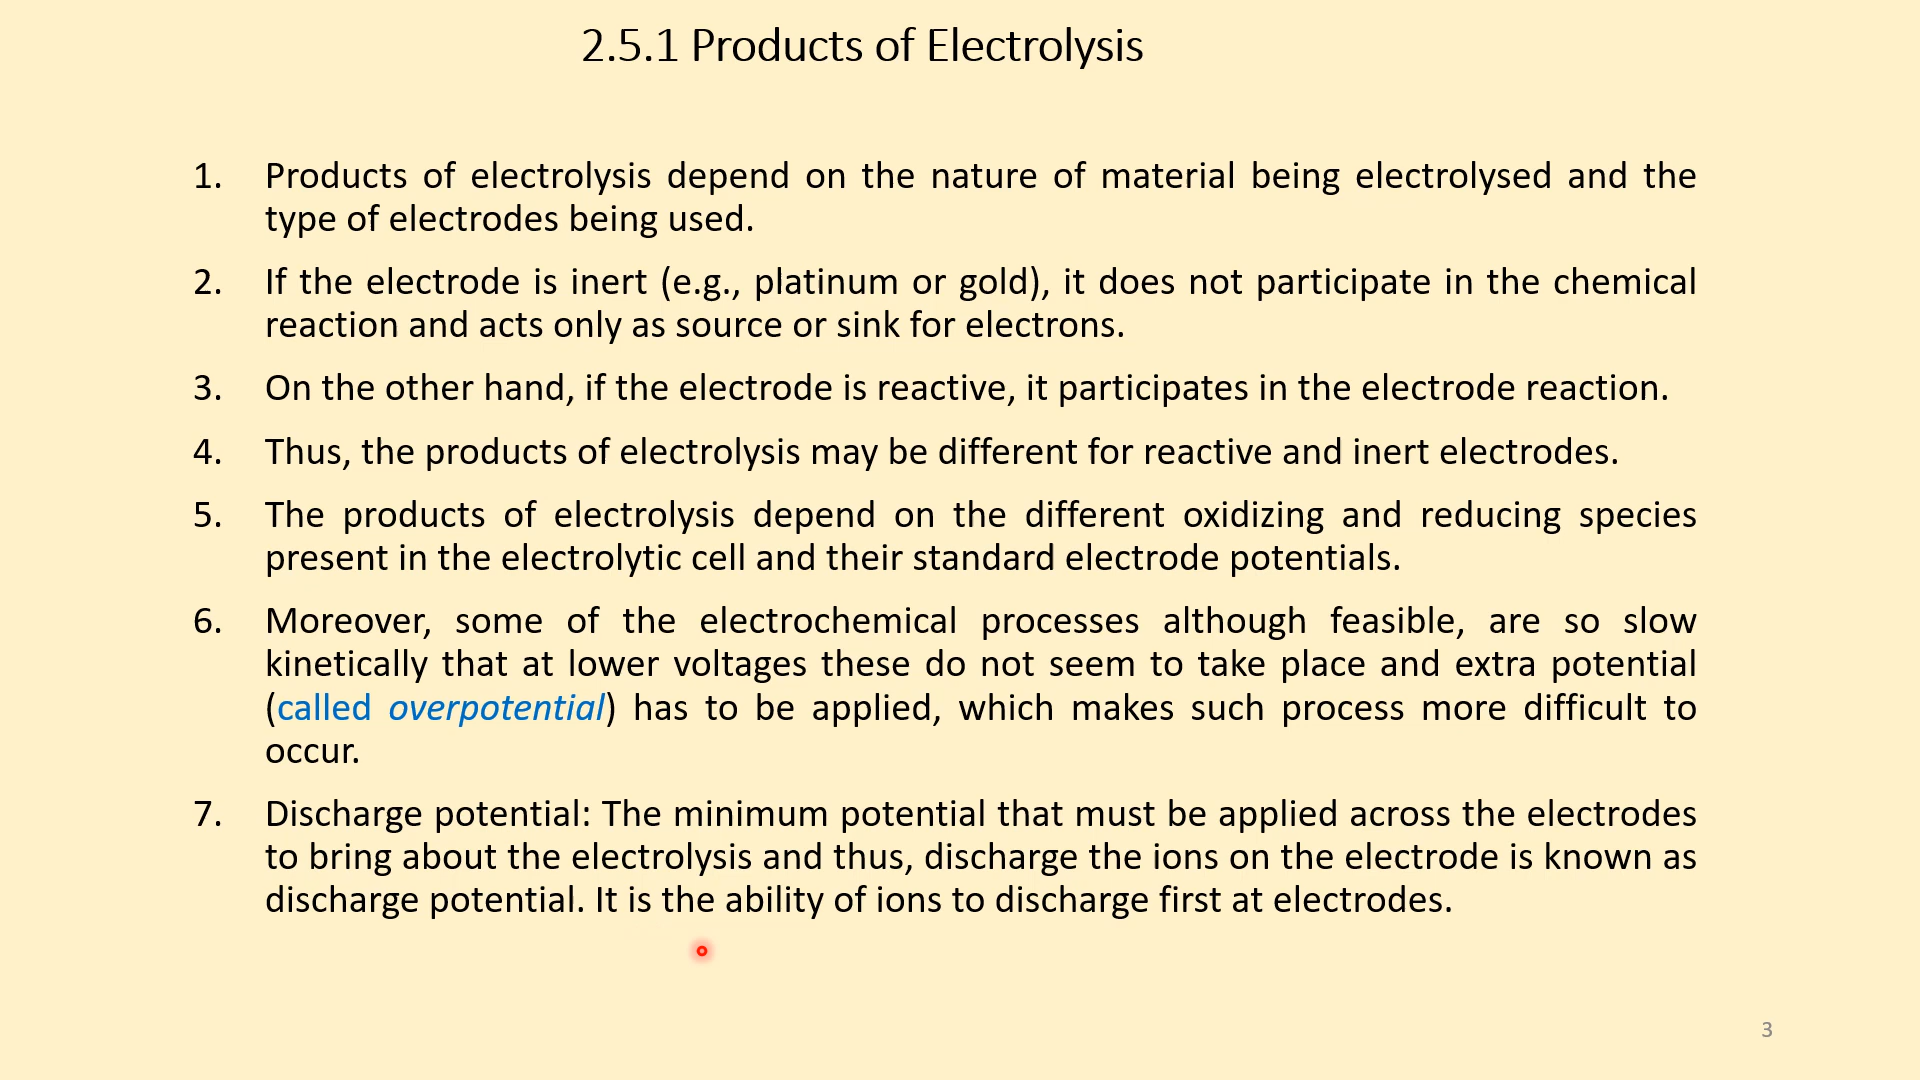 2.5.1 Products of Electrolysis
1. Products of electrolysis depend on the nature of material being electrolysed and the
type of electrodes being used.
2. If the electrode is inert (e.g., platinum or gold), it does not participate in the chemical
reaction and acts only as source or sink for electrons.
3. On the other hand, if the electrode is reactive, it participates in the electrode reaction.
4. Thus, the products of electrolysis may be different for reactive and inert electrodes.
5. The products of electrolysis depend on the different oxidizing and reducing species
present in the electrolytic cell and their standard electrode potentials.
6. Moreover, some of the electrochemical processes although feasible, are so slow
kinetically that at lower voltages these do not seem to take place and extra potential
(called overpotential) has to be applied, which makes such process more difficult to
occur.
7. Discharge potential: The minimum potential that must be applied across the electrodes
to bring about the electrolysis and thus, discharge the ions on the electrode is known as
discharge potential. It is the ability of ions to discharge first at electrodes.
3